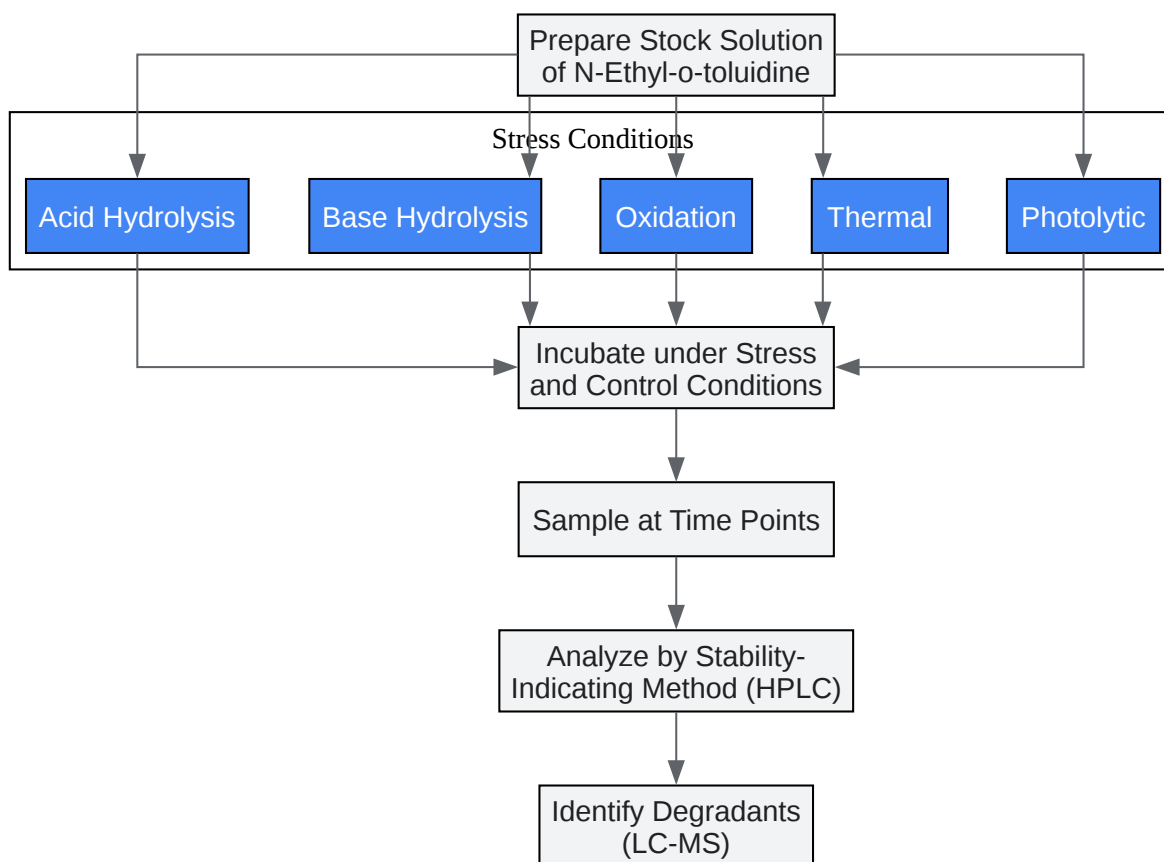 Prepare Stock Solution
of N-Ethyl-o-toluidine
Stress Conditions
Acid Hydrolysis
Base Hydrolysis
Oxidation
Thermal
Photolytic
Incubate under Stress
and Control Conditions
Sample at Time Points
Analyze by Stability-
Indicating Method (HPLC)
Identify Degradants
(LC-MS)